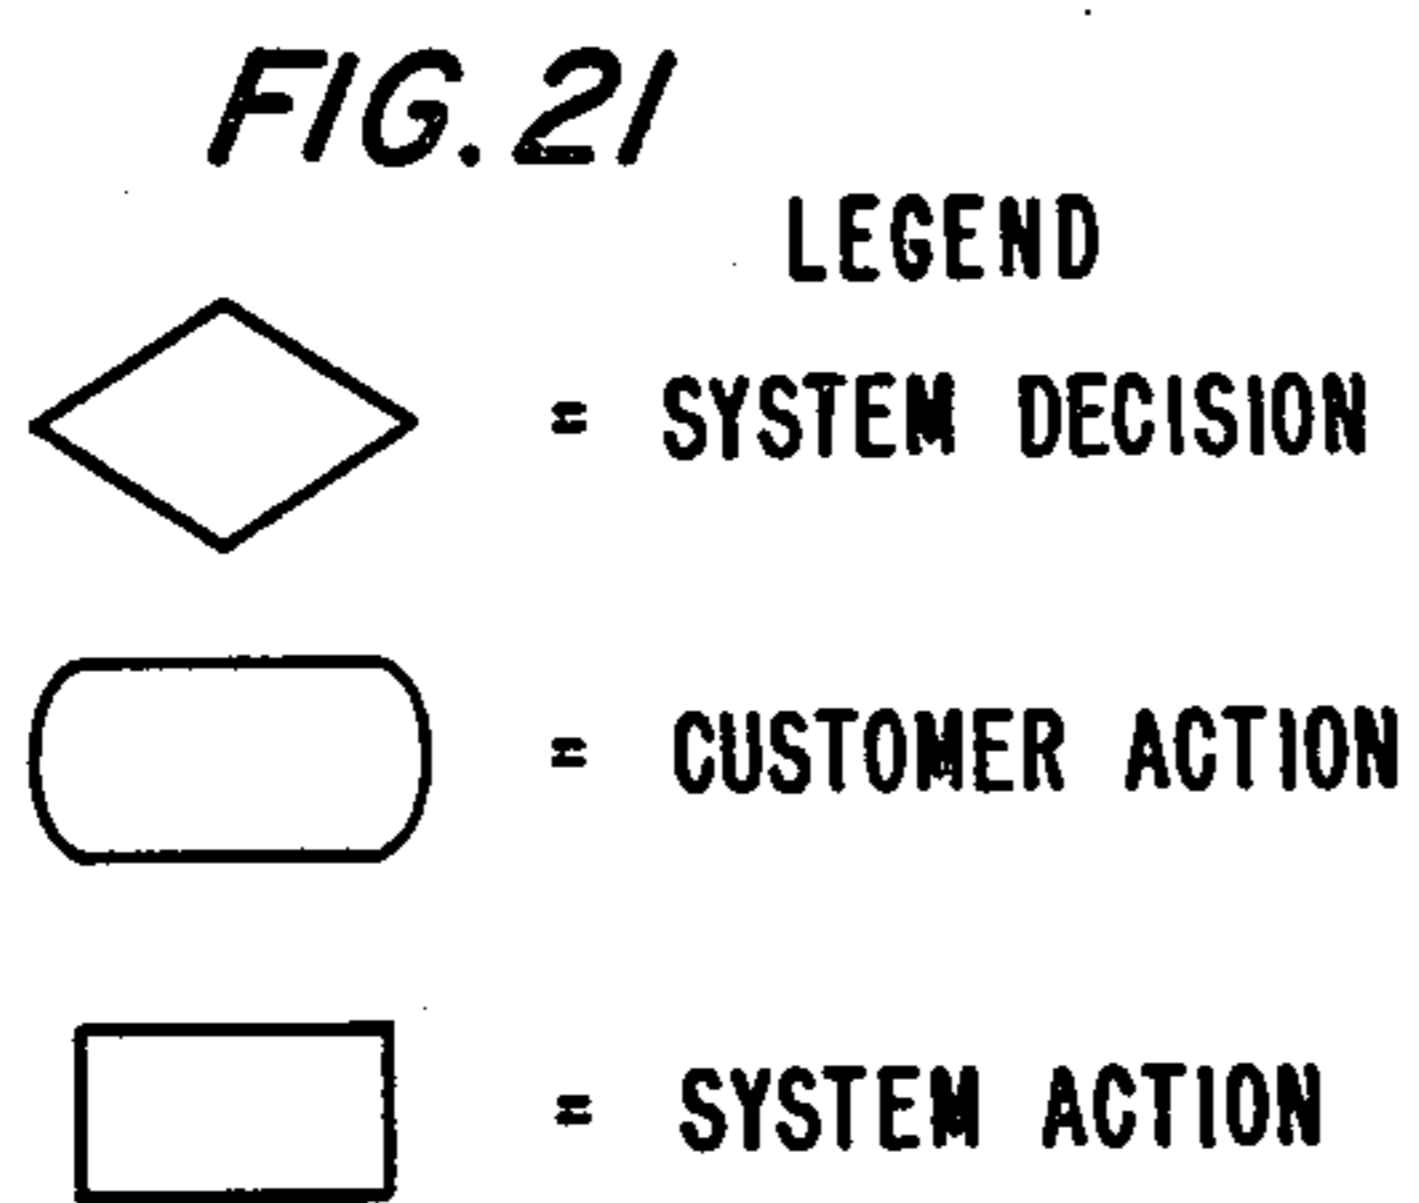 FIG. 21
LEGEND
= SYSTEM DECISION
= CUSTOMER ACTION
= SYSTEM ACTION